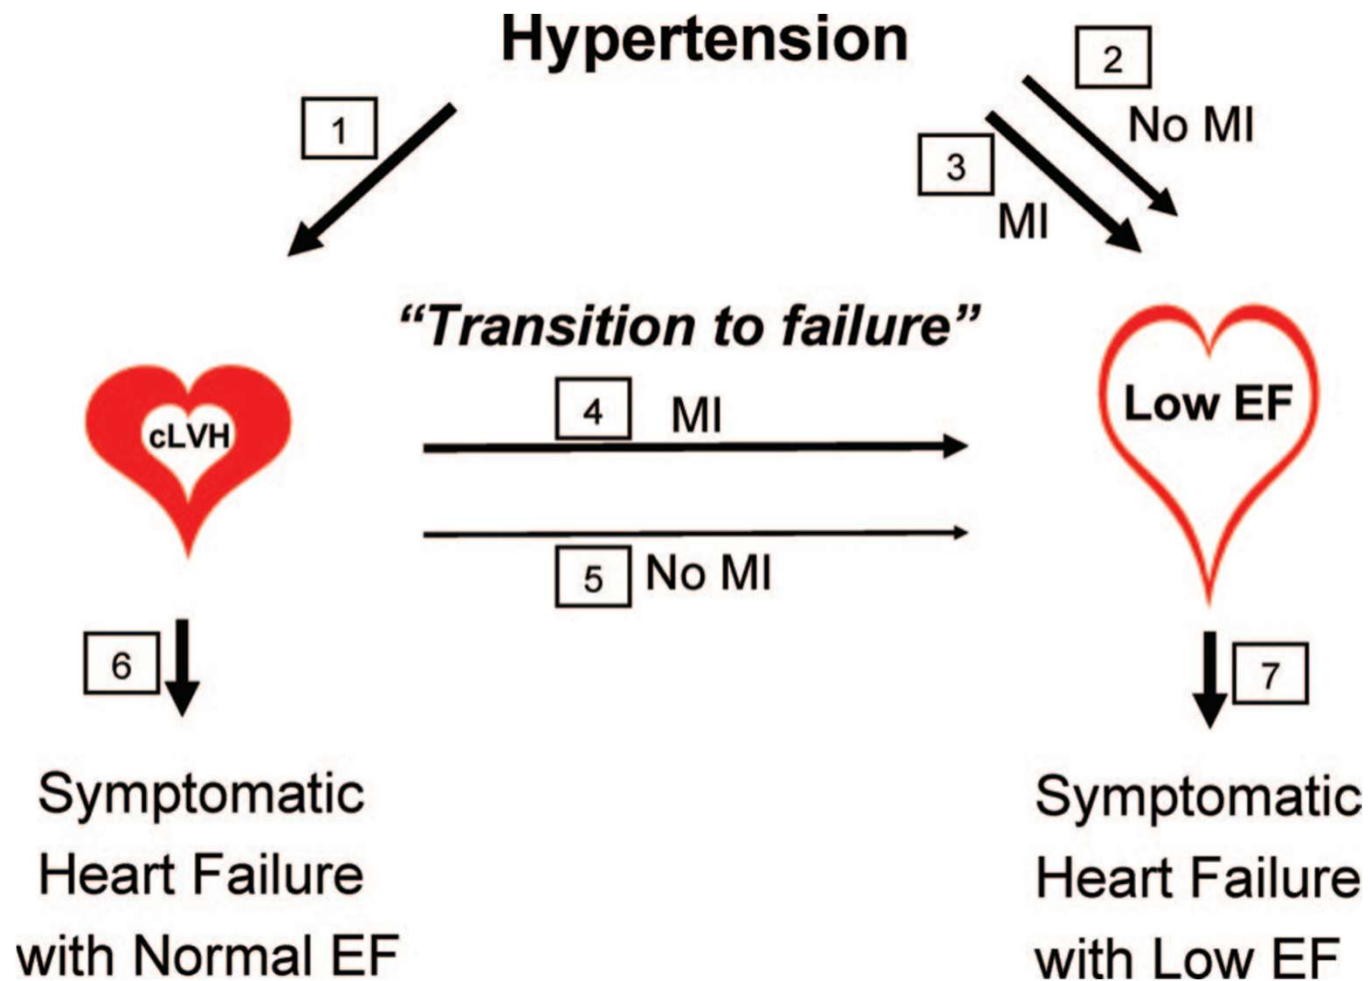 Hypertension
1
2
No MI
3
MI
“Transition to failure”
cLVH
Low EF
4 MI
5 No MI
6
7
Symptomatic
Heart Failure
with Normal EF
Symptomatic
Heart Failure
with Low EF